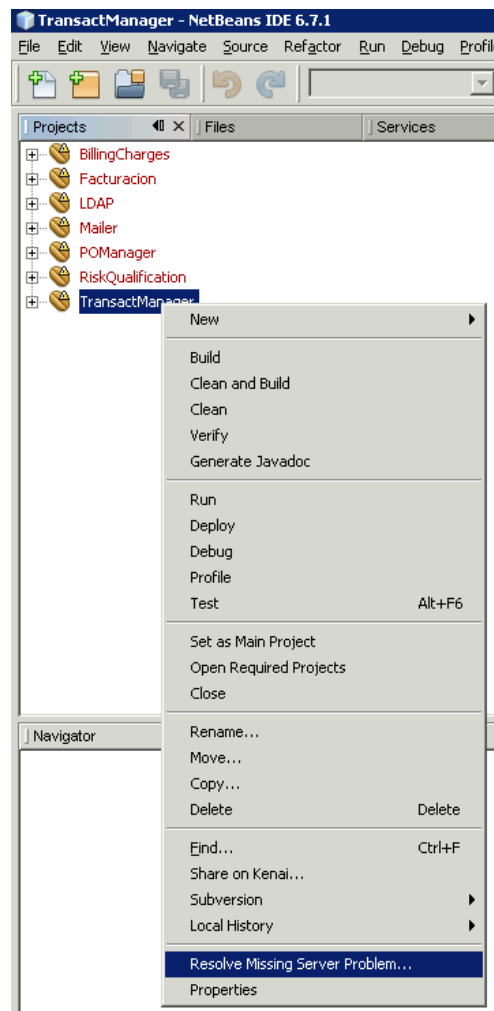 TransactManager - NetBeans IDE 6.7.1
File Edit View Navigate Source Refactor Run Debug
Projects Files Services
BillingCharges
Facturacion
LDAP
Mailer
POManager
RiskQualification
TransactManager
New
Build
Clean and Build
Clean
Verify
Generate Javadoc
Run
Deploy
Debug
Profile
Test Alt+F6
Set as Main Project
Open Required Projects
Close
Navigator
Rename...
Move...
Copy...
Delete Delete
Find... Ctrl+F
Share on Kenai...
Subversion
Local History
Resolve Missing Server Problem...
Properties